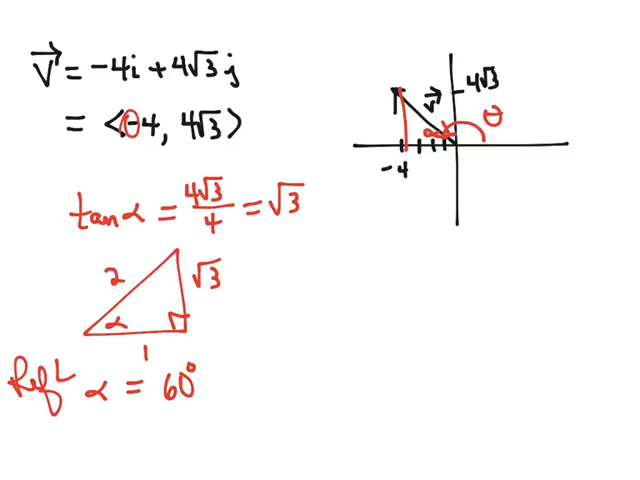 v⃗ = -4i + 4√3 j
= <-4, 4√3>
tan α = 4√3/4 = √3
2
√3
α
1
Ref ∠ α = 60°
4√3
v⃗
θ
α
-4